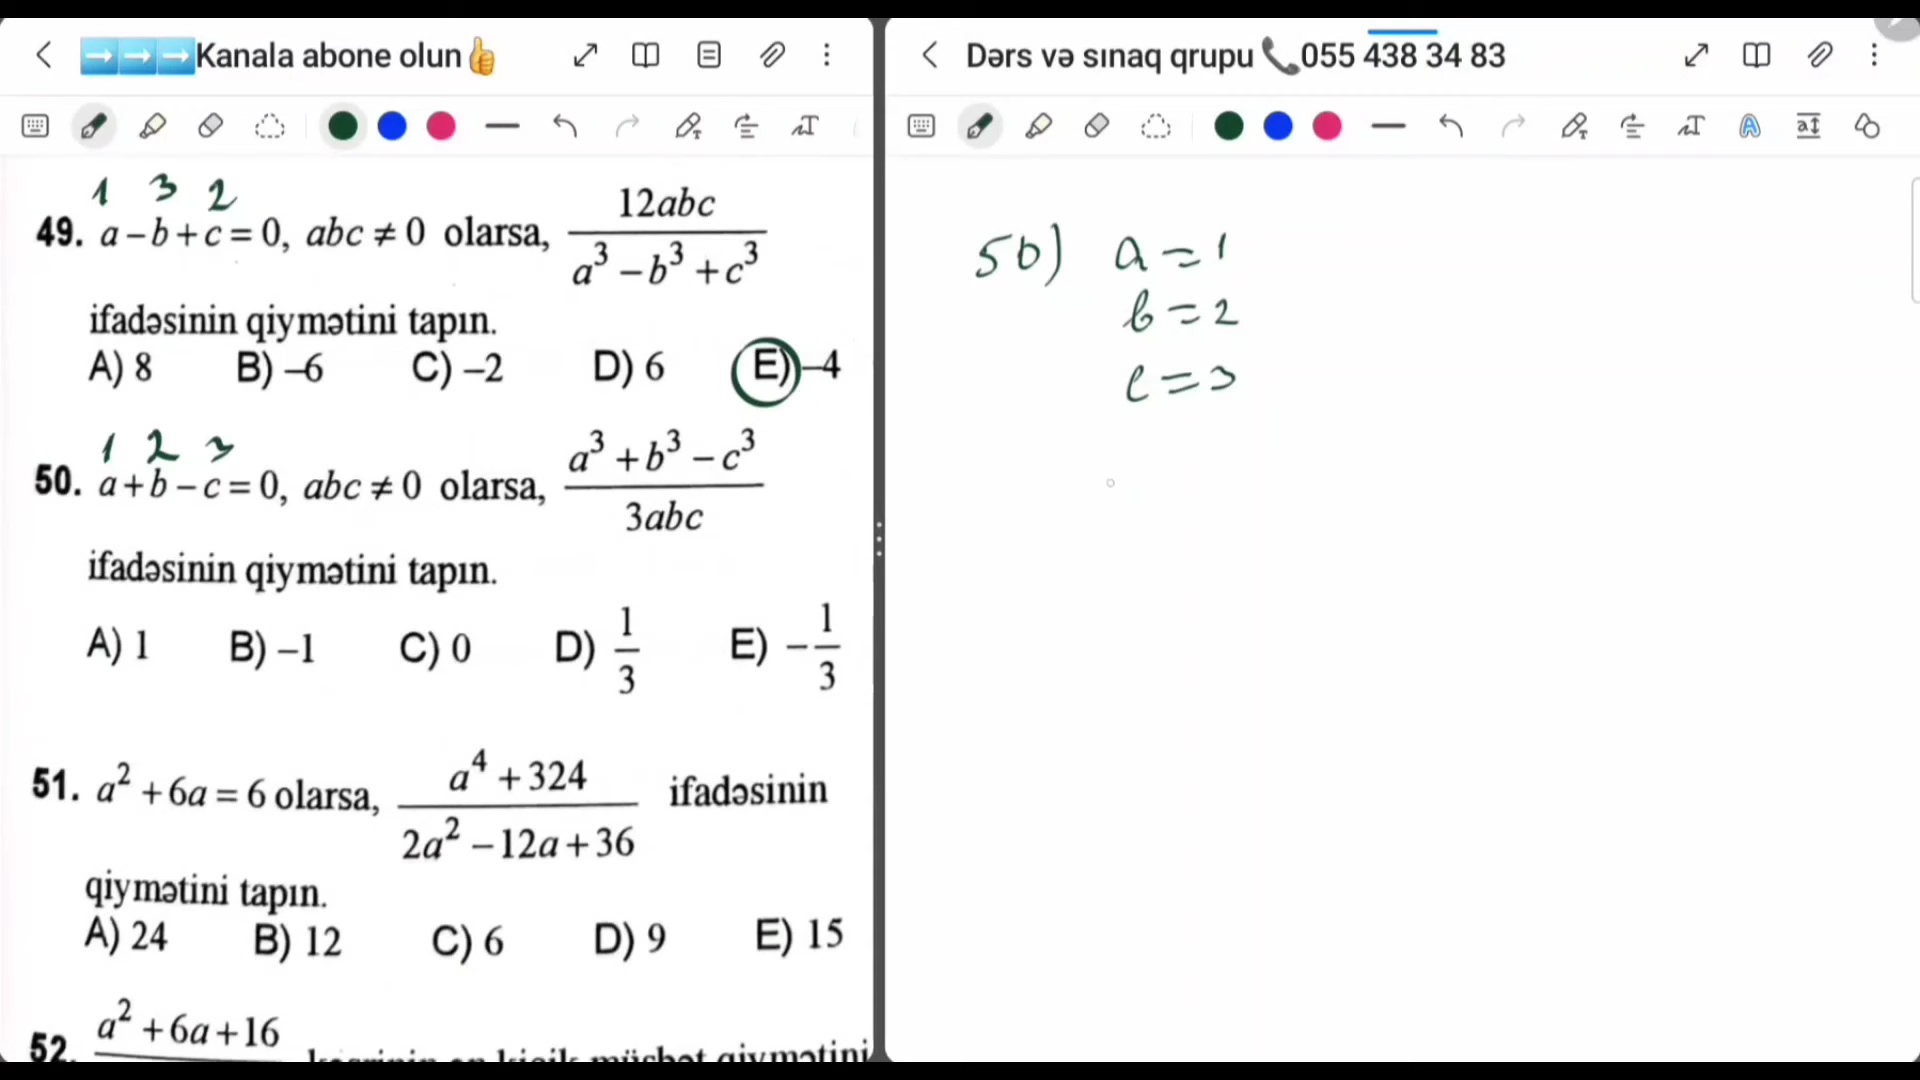 ➡️➡️➡️Kanala abone olun👍
1 3 2
49. a − b + c = 0, abc ≠ 0 olarsa, 12abc / (a³ − b³ + c³)
ifadəsinin qiymətini tapın.
A) 8 B) −6 C) −2 D) 6 E) −4
1 2 3
50. a + b − c = 0, abc ≠ 0 olarsa, (a³ + b³ − c³) / 3abc
ifadəsinin qiymətini tapın.
A) 1 B) −1 C) 0 D) 1/3 E) −1/3
51. a² + 6a = 6 olarsa, (a⁴ + 324) / (2a² − 12a + 36) ifadəsinin
qiymətini tapın.
A) 24 B) 12 C) 6 D) 9 E) 15
52. a² + 6a + 16
Dərs və sınaq qrupu 📞055 438 34 83
50) a = 1
b = 2
c = 3